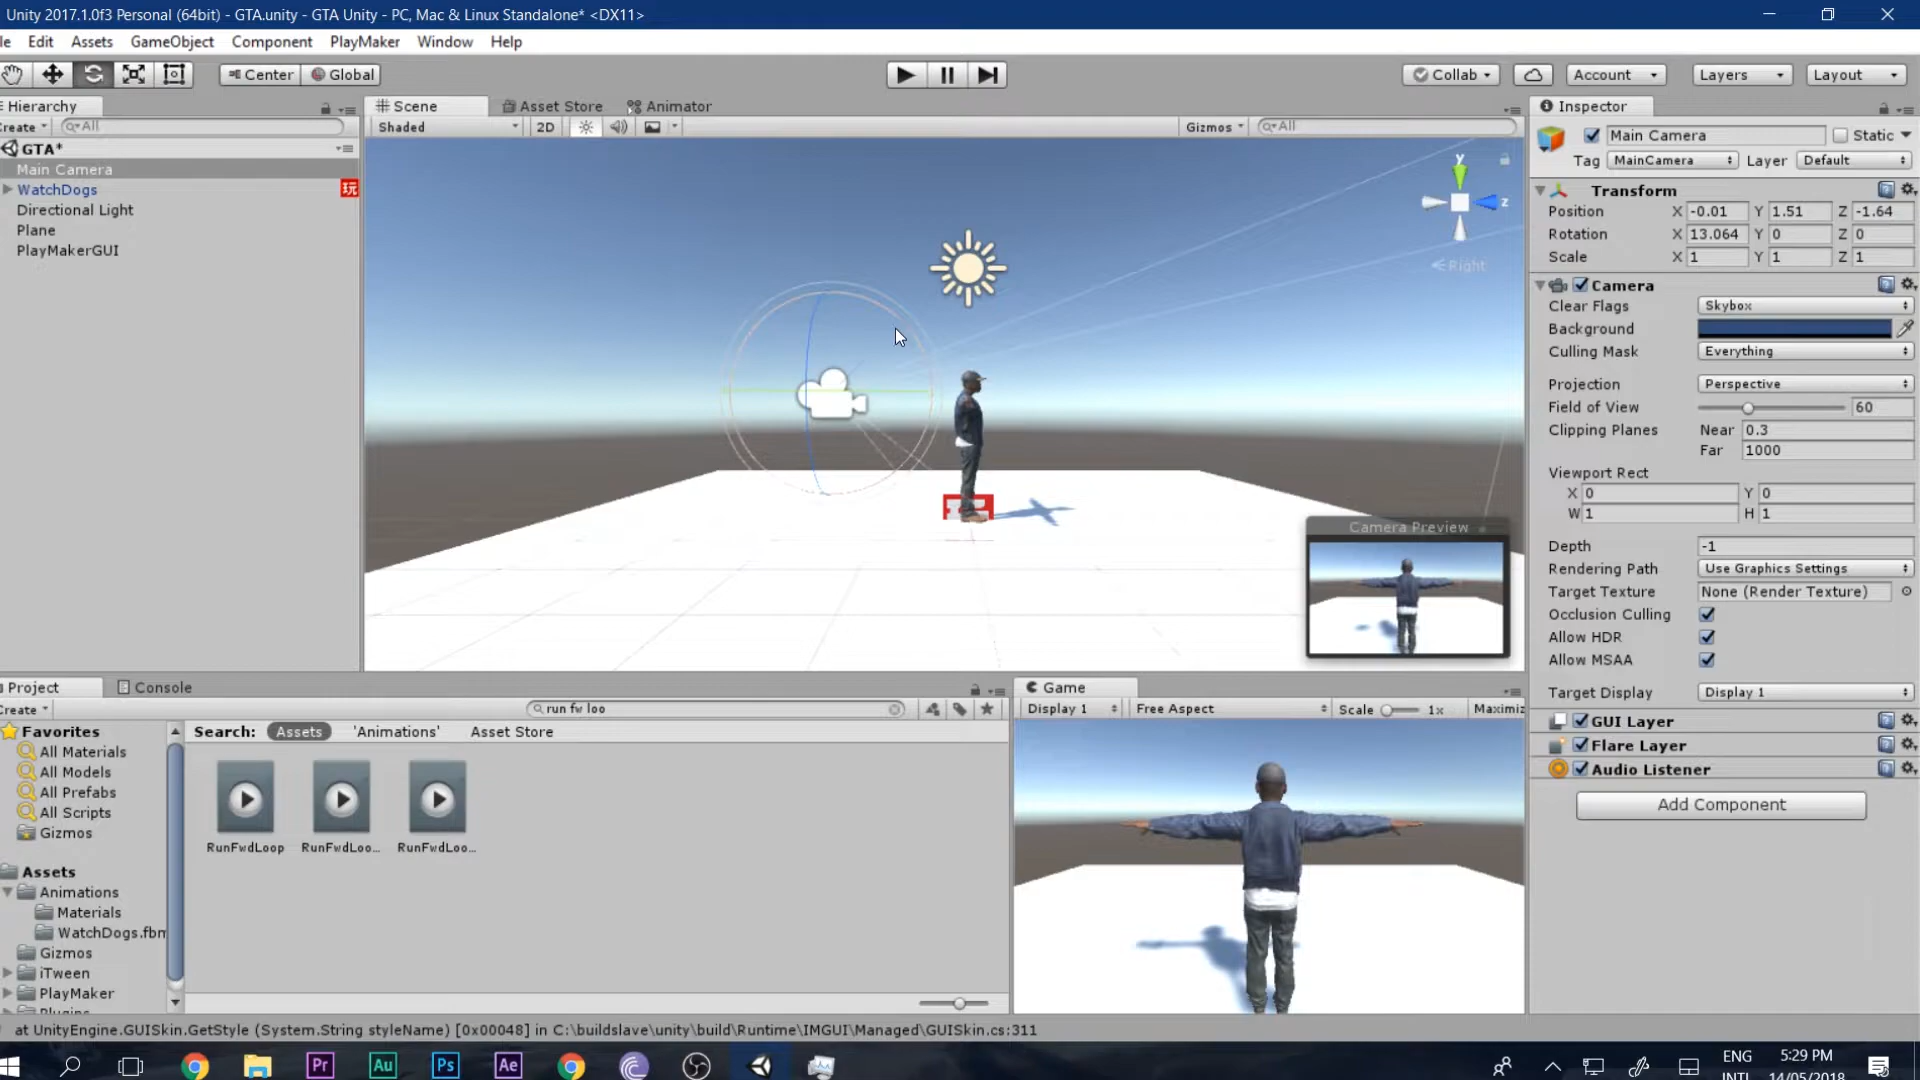 Unity 2017.1.0f3 Personal (64bit) - GTA.unity - GTA Unity - PC, Mac & Linux Standalone* <DX11>
le Edit Assets GameObject Component PlayMaker Window Help
Center Global
Collab Account Layers Layout
Hierarchy
Scene Asset Store Animator
Inspector
Create All
Shaded 2D Gizmos All
GTA*
Main Camera
WatchDogs 玩
Directional Light
Plane
PlayMakerGUI
y
z
Right
Camera Preview
Main Camera Static
Tag MainCamera Layer Default
Transform
Position X -0.01 Y 1.51 Z -1.64
Rotation X 13.064 Y 0 Z 0
Scale X 1 Y 1 Z 1
Camera
Clear Flags Skybox
Background
Culling Mask Everything
Projection Perspective
Field of View 60
Clipping Planes Near 0.3
Far 1000
Viewport Rect
X 0 Y 0
W 1 H 1
Depth -1
Rendering Path Use Graphics Settings
Target Texture None (Render Texture)
Occlusion Culling
Allow HDR
Allow MSAA
Target Display Display 1
GUI Layer
Flare Layer
Audio Listener
Add Component
Project Console
Create run fw loo
Favorites
All Materials
All Models
All Prefabs
All Scripts
Gizmos
Assets
Animations
Materials
WatchDogs.fbm
Gizmos
iTween
PlayMaker
Plugins
Search: Assets 'Animations' Asset Store
RunFwdLoop RunFwdLoo... RunFwdLoo...
Game
Display 1 Free Aspect Scale 1x Maximiz
at UnityEngine.GUISkin.GetStyle (System.String styleName) [0x00048] in C:\buildslave\unity\build\Runtime\IMGUI\Managed\GUISkin.cs:311
Pr Au Ps Ae
ENG
INTL
5:29 PM
14/05/2018